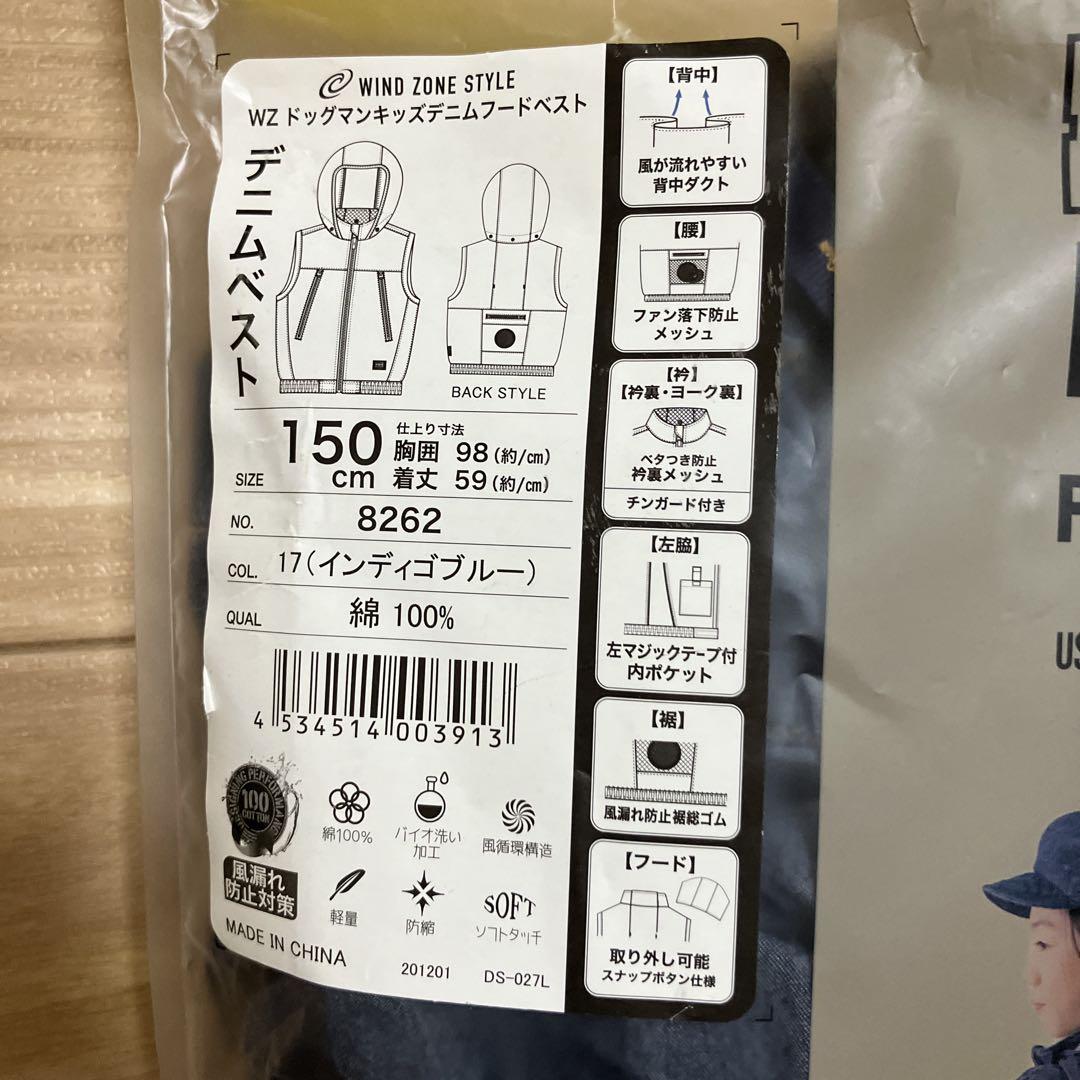 WIND ZONE STYLE
WZ ドッグマンキッズデニムフードベスト
デニムベスト
BACK STYLE
SIZE 150 cm
仕上り寸法
胸囲 98 (約/cm)
着丈 59 (約/cm)
NO. 8262
COL. 17(インディゴブルー)
QUAL 綿 100%
4 534514 003913
100
COTTON
綿100%
バイオ洗い
加工
風循環構造
風漏れ
防止対策
軽量
防縮
SOFT
ソフトタッチ
MADE IN CHINA
201201
DS-027L
【背中】
風が流れやすい
背中ダクト
【腰】
ファン落下防止
メッシュ
【衿】
【衿裏・ヨーク裏】
ベタつき防止
衿裏メッシュ
チンガード付き
【左脇】
左マジックテープ付
内ポケット
【裾】
風漏れ防止裾総ゴム
【フード】
取り外し可能
スナップボタン仕様